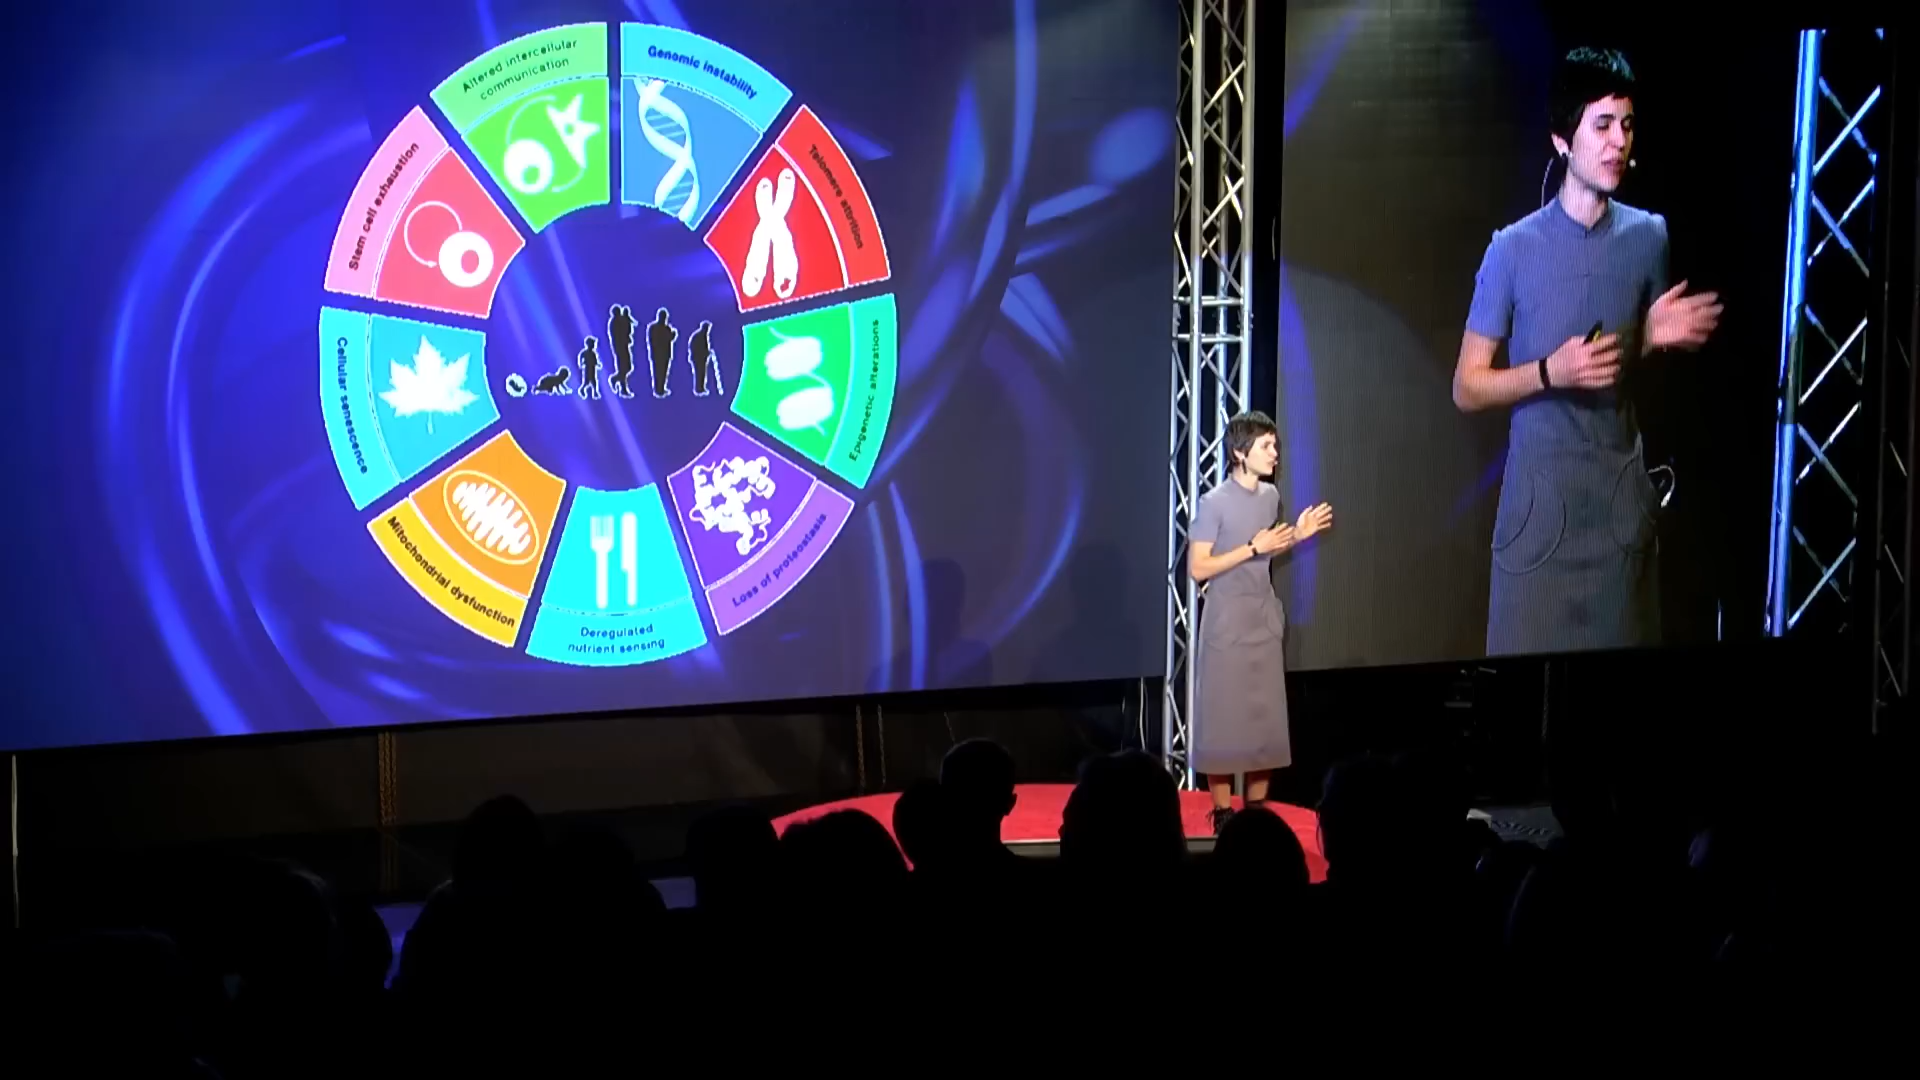 Genomic instability
Telomere attrition
Epigenetic alterations
Loss of proteostasis
Deregulated
nutrient sensing
Mitochondrial dysfunction
Cellular senescence
Stem cell exhaustion
Altered intercellular
communication